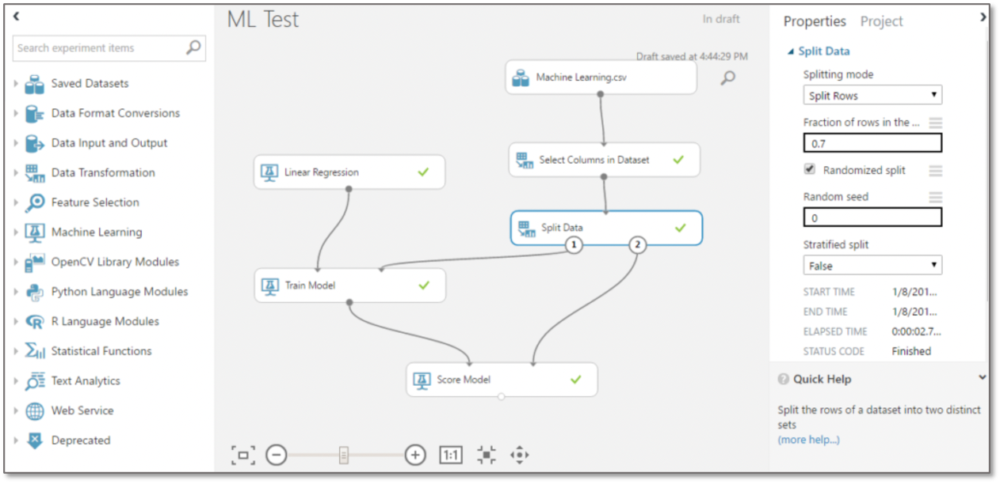 Search experiment items
Saved Datasets
Data Format Conversions
Data Input and Output
Data Transformation
Feature Selection
Machine Learning
OpenCV Library Modules
Python Language Modules
R Language Modules
Statistical Functions
Text Analytics
Web Service
Deprecated
ML Test
In draft
Draft saved at 4:44:29 PM
Machine Learning.csv
Select Columns in Dataset
Linear Regression
Split Data
1
2
Train Model
Score Model
1:1
Properties Project
Split Data
Splitting mode
Split Rows
Fraction of rows in the ...
0.7
Randomized split
Random seed
0
Stratified split
False
START TIME 1/8/201...
END TIME 1/8/201...
ELAPSED TIME 0:00:02.7...
STATUS CODE Finished
Quick Help
Split the rows of a dataset into two distinct
sets
(more help...)